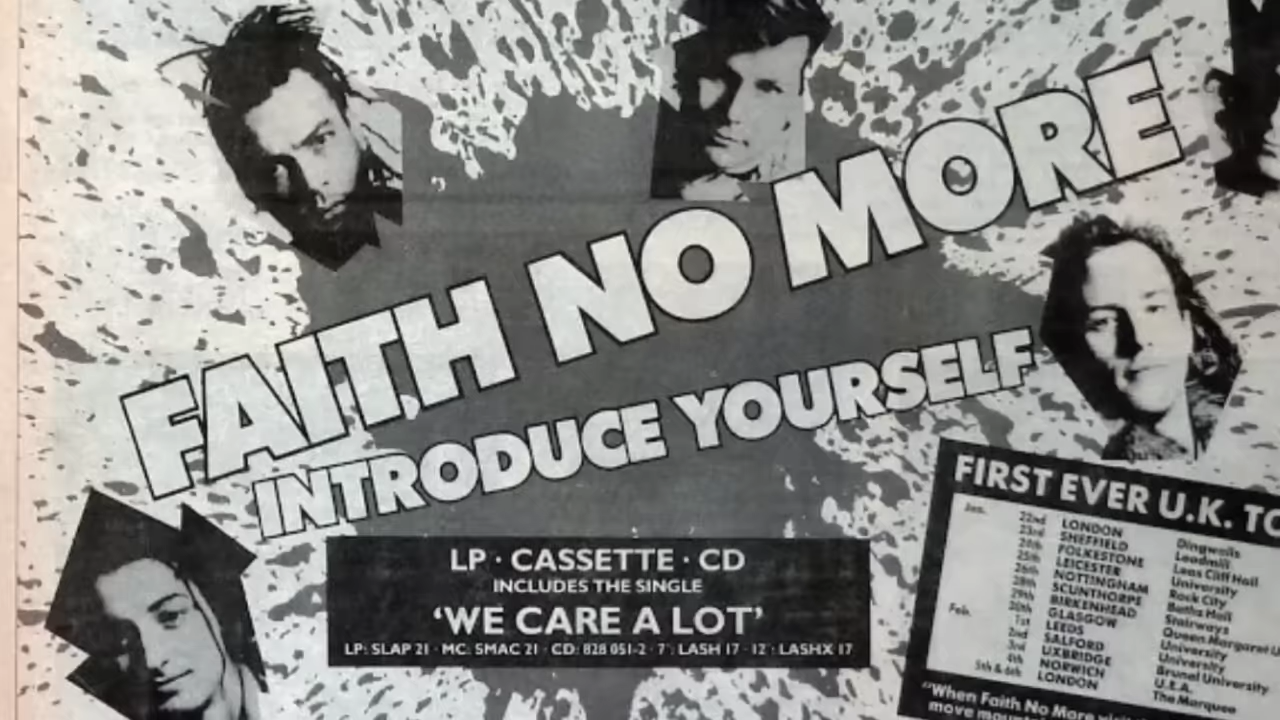 FAITH NO MORE
INTRODUCE YOURSELF
LP · CASSETTE · CD
INCLUDES THE SINGLE
‘WE CARE A LOT’
LP: SLAP 21 · MC: SMAC 21 · CD: 828 051-2 · 7": LASH 17 · 12": LASHX 17
FIRST EVER U.K. TO
Jan. 22nd LONDON Dingwalls
23rd SHEFFIELD Leadmill
24th FOLKESTONE Leas Cliff Hall
25th LEICESTER University
26th NOTTINGHAM Rock City
28th SCUNTHORPE Baths Hall
29th BIRKENHEAD Stairways
30th GLASGOW Queen Margaret U
Feb. 1st LEEDS University
2nd SALFORD University
3rd UXBRIDGE Brunel University
4th NORWICH U.E.A.
5th & 6th LONDON The Marquee
“When Faith No More
move